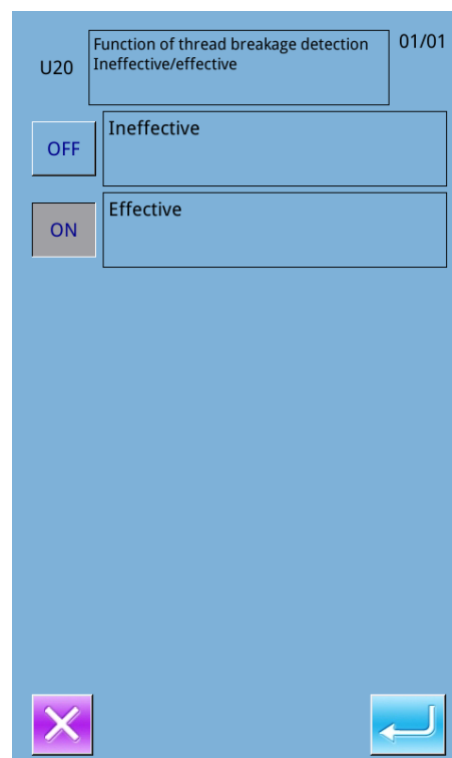 U20
Function of thread breakage detection
Ineffective/effective
01/01
OFF
Ineffective
ON
Effective